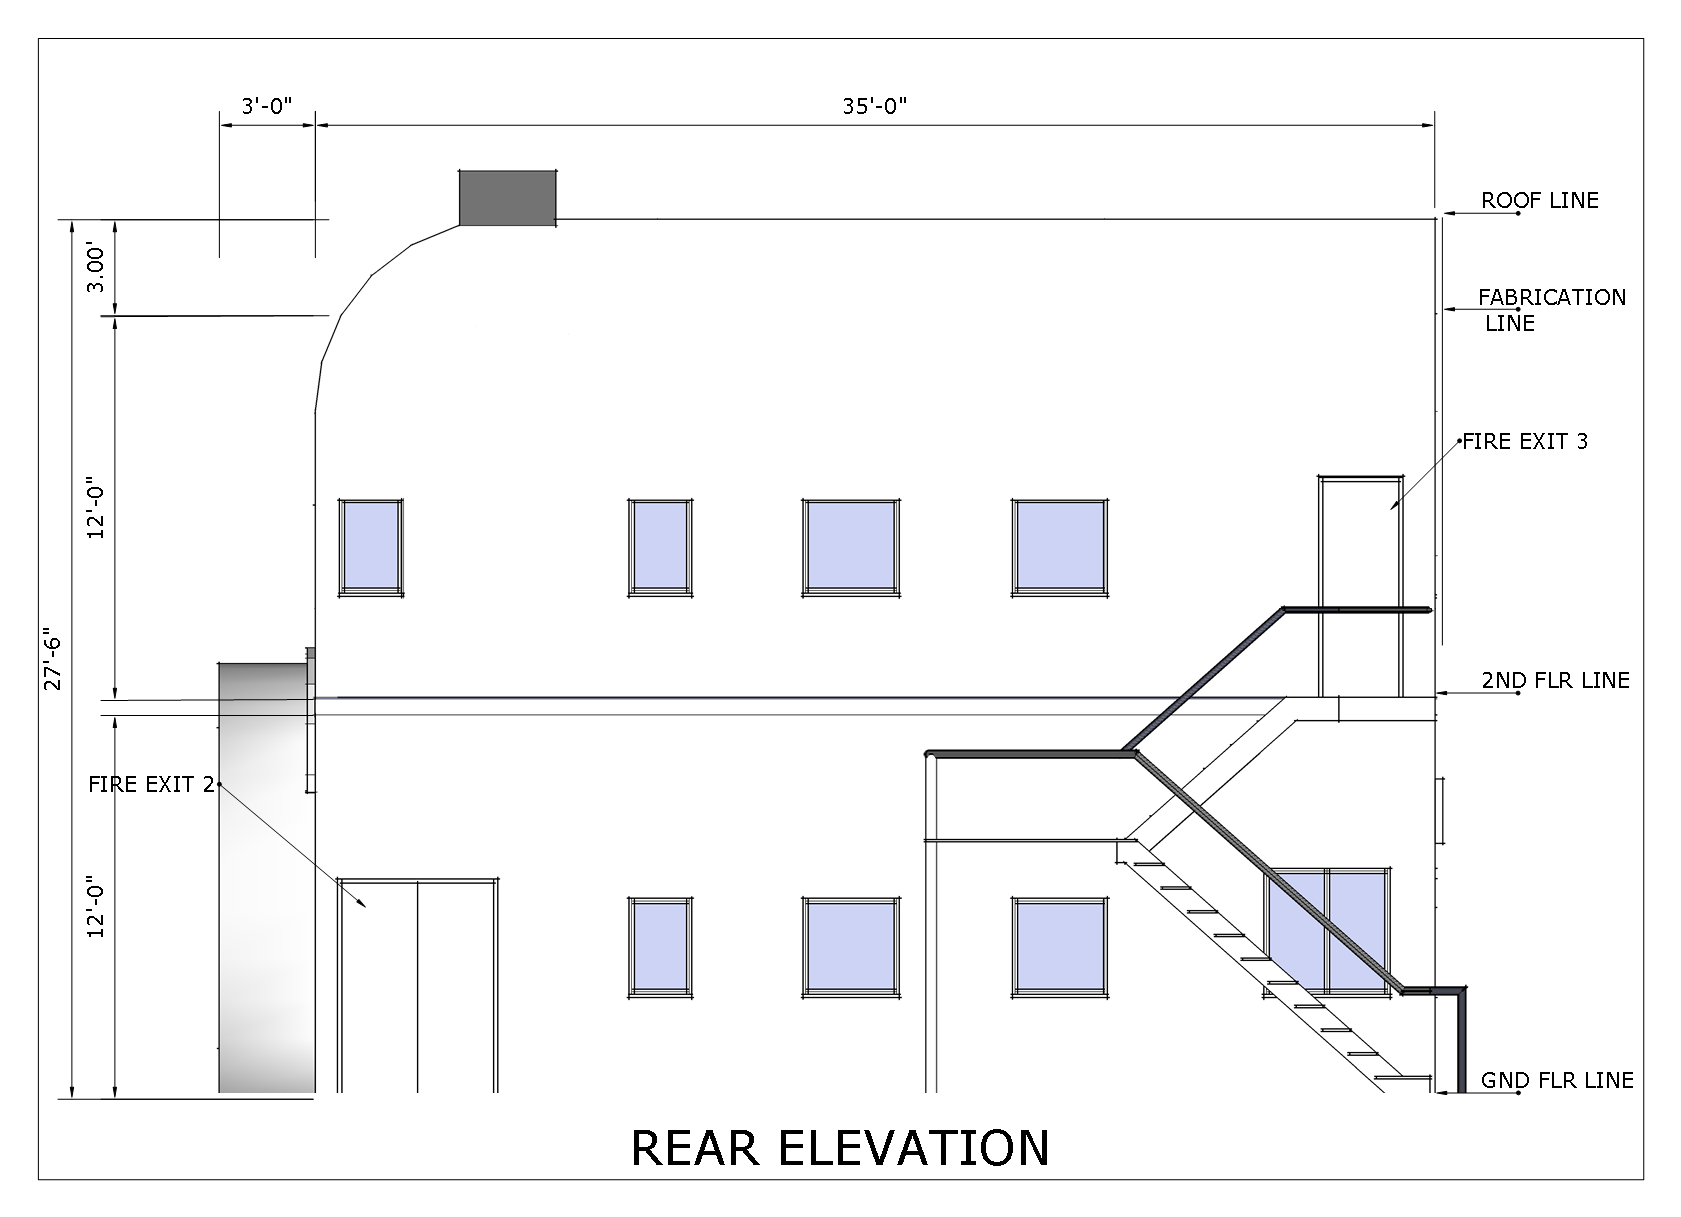 3'-0"
35'-0"
ROOF LINE
3.00'
FABRICATION
LINE
FIRE EXIT 3
12'-0"
27'-6"
2ND FLR LINE
FIRE EXIT 2
12'-0"
GND FLR LINE
REAR ELEVATION